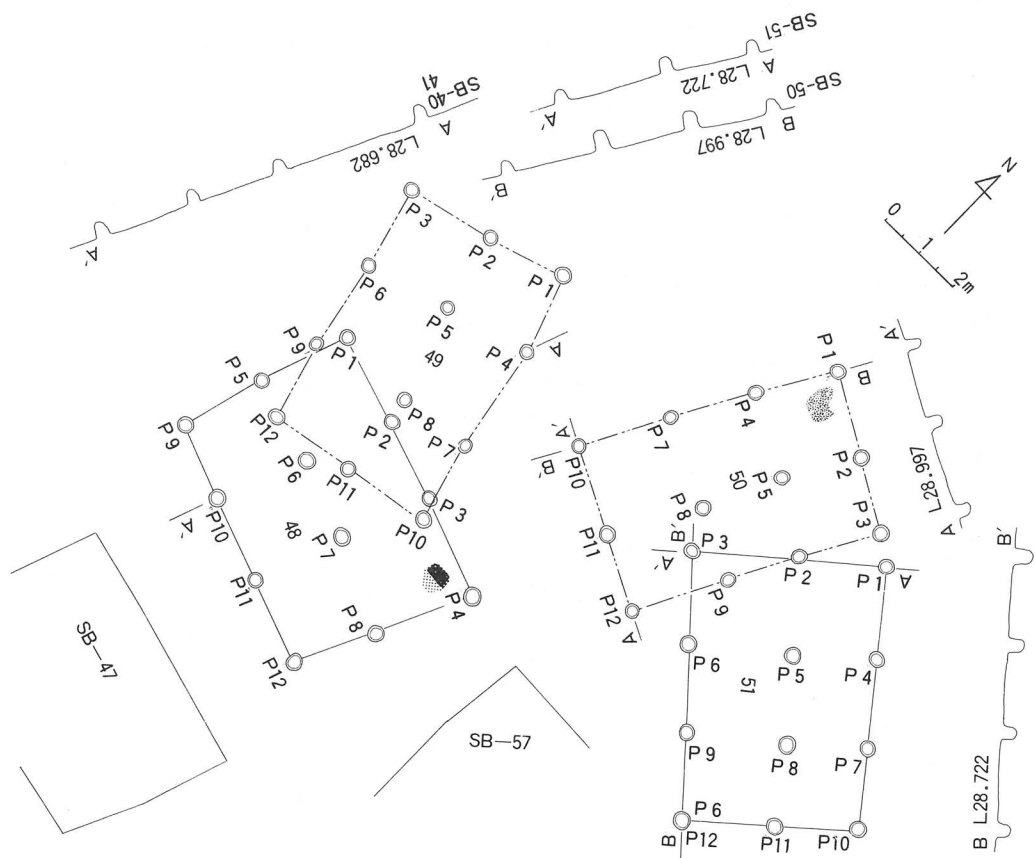 SB-51
A
L28.722
A′
SB-50
B
L28.997
B′
SB-40
41
A
L28.682
A′
N
0
1
2m
P3
P2
P1
P6
P5
49
P4
A
P9
P1
P5
P8
P7
P12
P2
P9
P6
P11
P3
P10
A′
P10
48
P7
P11
P4
P8
P12
SB—47
SB—57
P1
B
P4
P7
A′
B′
P10
P2
P5
50
P8
P3
P11
B′
P3
A′
P2
P1
A
P9
P12
A
A′
L28.997
A
P6
P5
P4
51
P9
P8
P7
P6
B
P12
P11
P10
B′
B L28.722